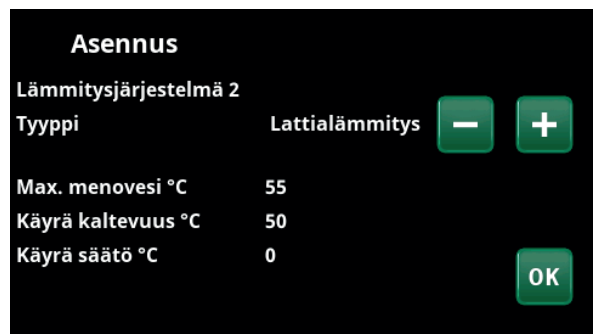 Asennus
Lämmitysjärjestelmä 2
Tyyppi Lattialämmitys − +
Max. menovesi °C 55
Käyrä kaltevuus °C 50
Käyrä säätö °C 0
OK